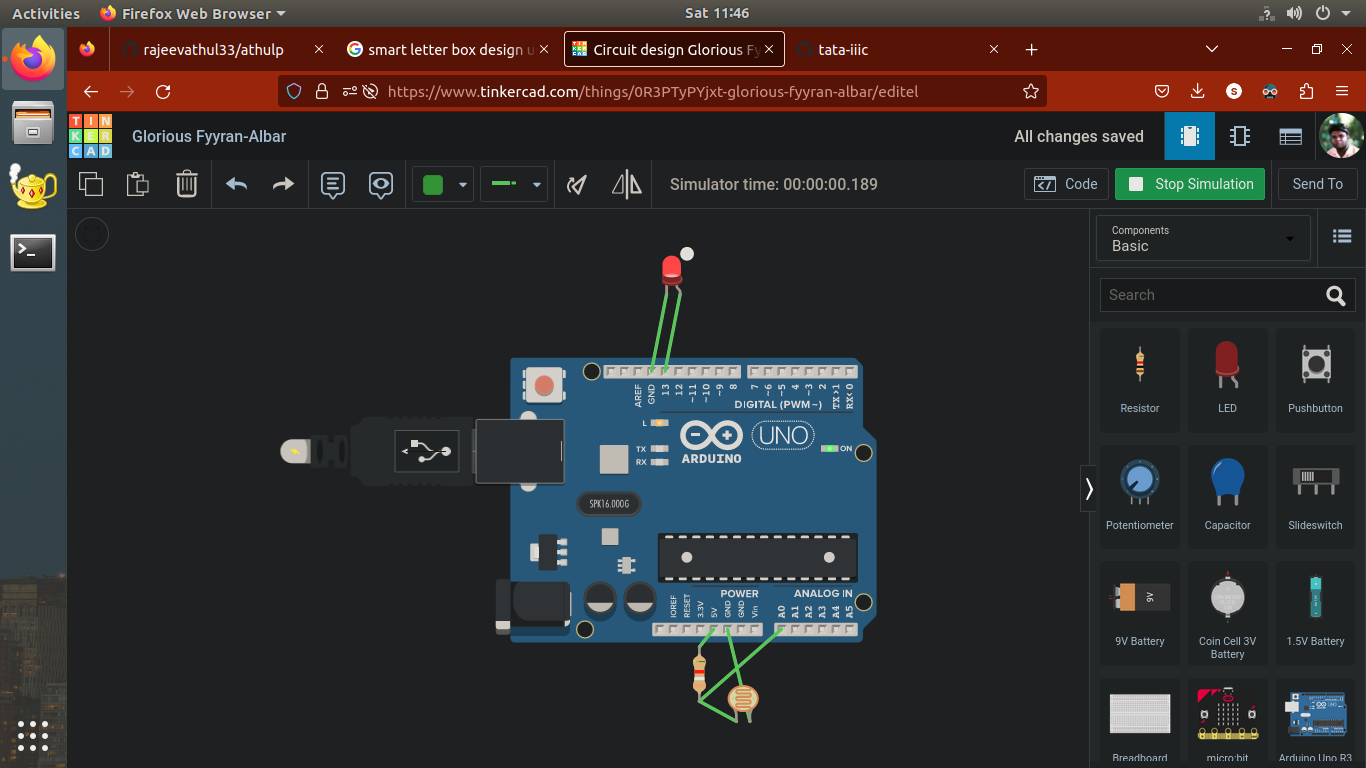 Activities
Firefox Web Browser
Sat 11:46
rajeevathul33/athulp
smart letter box design u
Circuit design Glorious Fy
tata-iiic
https://www.tinkercad.com/things/0R3PTyPYjxt-glorious-fyyran-albar/editel
S
TIN
KER
CAD
Glorious Fyyran-Albar
All changes saved
Simulator time: 00:00:00.189
Code
Stop Simulation
Send To
Components
Basic
Search
Resistor
LED
Pushbutton
Potentiometer
Capacitor
Slideswitch
9V
9V Battery
Coin Cell 3V
Battery
1.5V Battery
Breadboard
micro:bit
Arduino Uno R3
AREF
GND
13
12
~11
~10
~9
8
7
~6
~5
4
~3
2
TX>1
RX<0
DIGITAL (PWM~)
L
TX
RX
UNO
ARDUINO
ON
SPK16.000G
POWER
ANALOG IN
IOREF
RESET
3.3V
5V
GND
GND
Vin
A0
A1
A2
A3
A4
A5